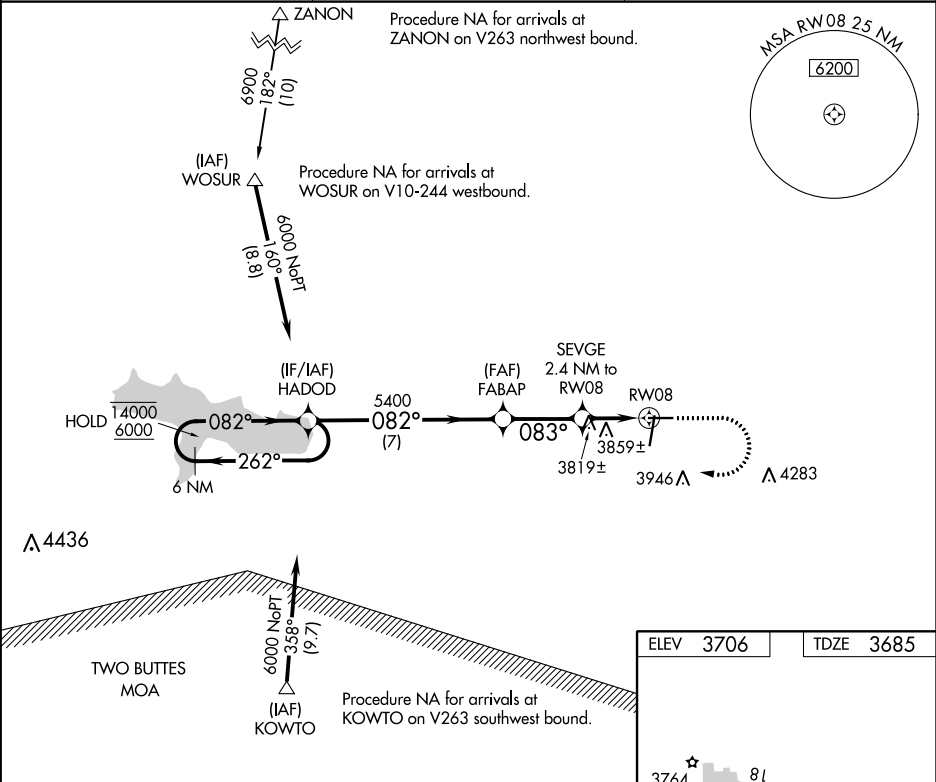 ZANON
Procedure NA for arrivals at
ZANON on V263 northwest bound.
MSA RW08 25 NM
6200
6900
182°
(10)
(IAF)
WOSUR
Procedure NA for arrivals at
WOSUR on V10-244 westbound.
6000 NoPT
160°
(8.8)
(IF/IAF)
HADOD
(FAF)
FABAP
SEVGE
2.4 NM to
RW08
RW08
HOLD
14000
6000
082°
262°
6 NM
5400
082°
(7)
083°
3859±
3819±
3946
4283
4436
6000 NoPT
358°
(9.7)
TWO BUTTES
MOA
(IAF)
KOWTO
Procedure NA for arrivals at
KOWTO on V263 southwest bound.
ELEV 3706
TDZE 3685
3764
18